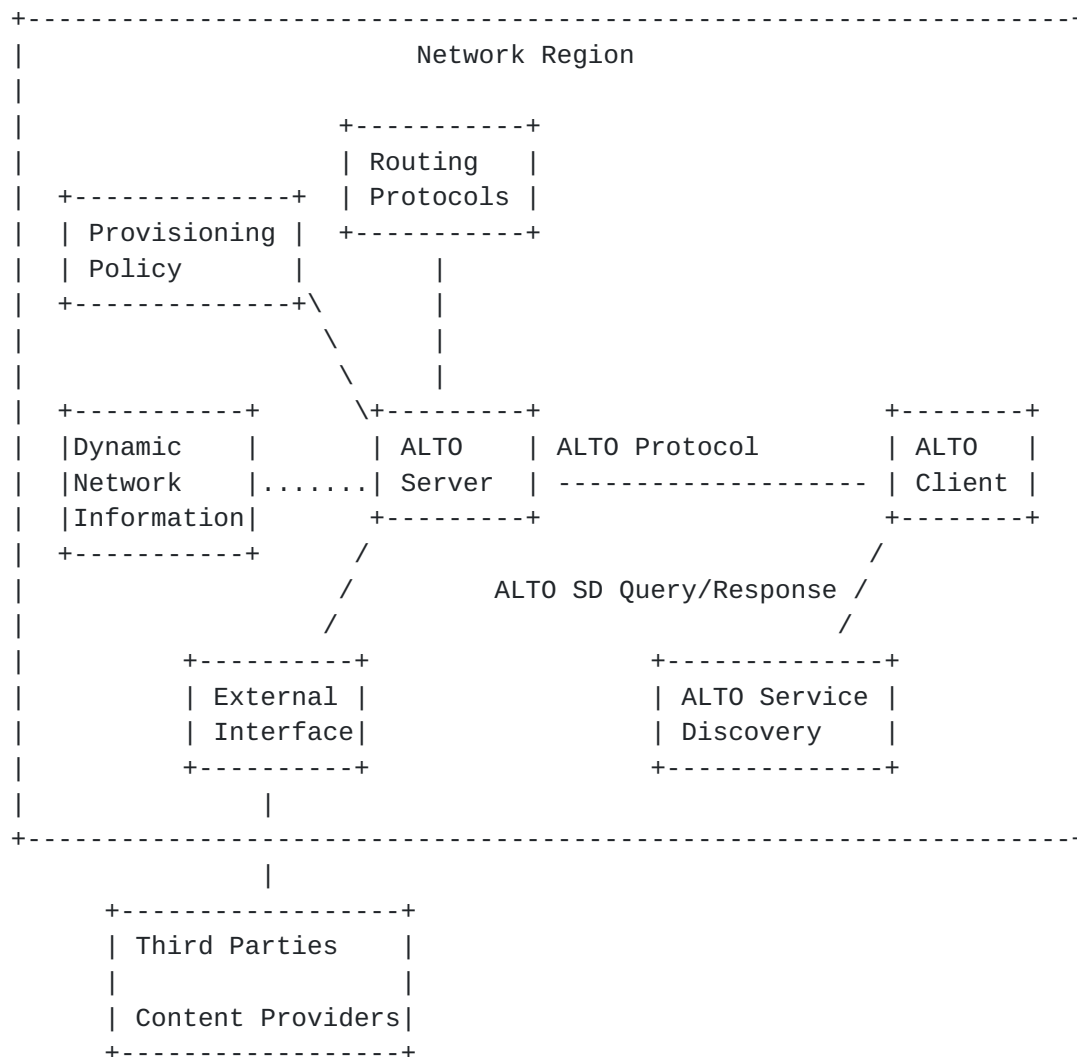 Network Region
Routing
Protocols
Provisioning
Policy
Dynamic
Network
Information
ALTO
Server
ALTO Protocol
ALTO
Client
ALTO SD Query/Response
External
Interface
ALTO Service
Discovery
Third Parties
Content Providers